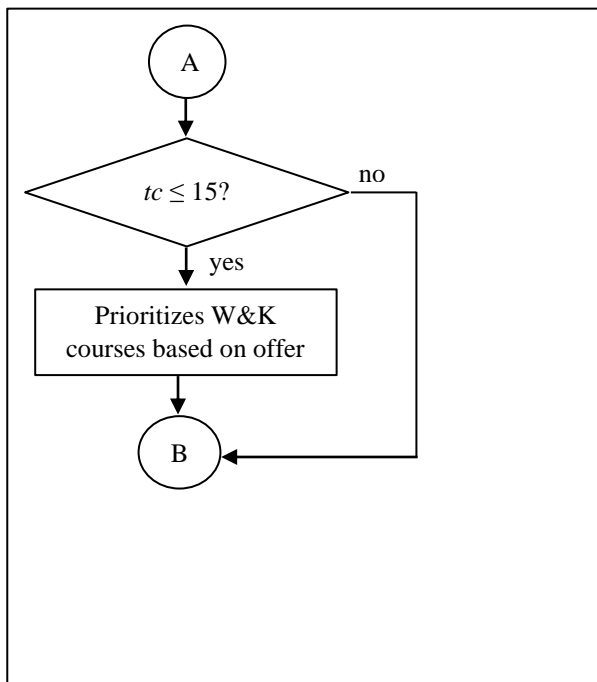 A
tc ≤ 15?
no
yes
Prioritizes W&K
courses based on offer
B